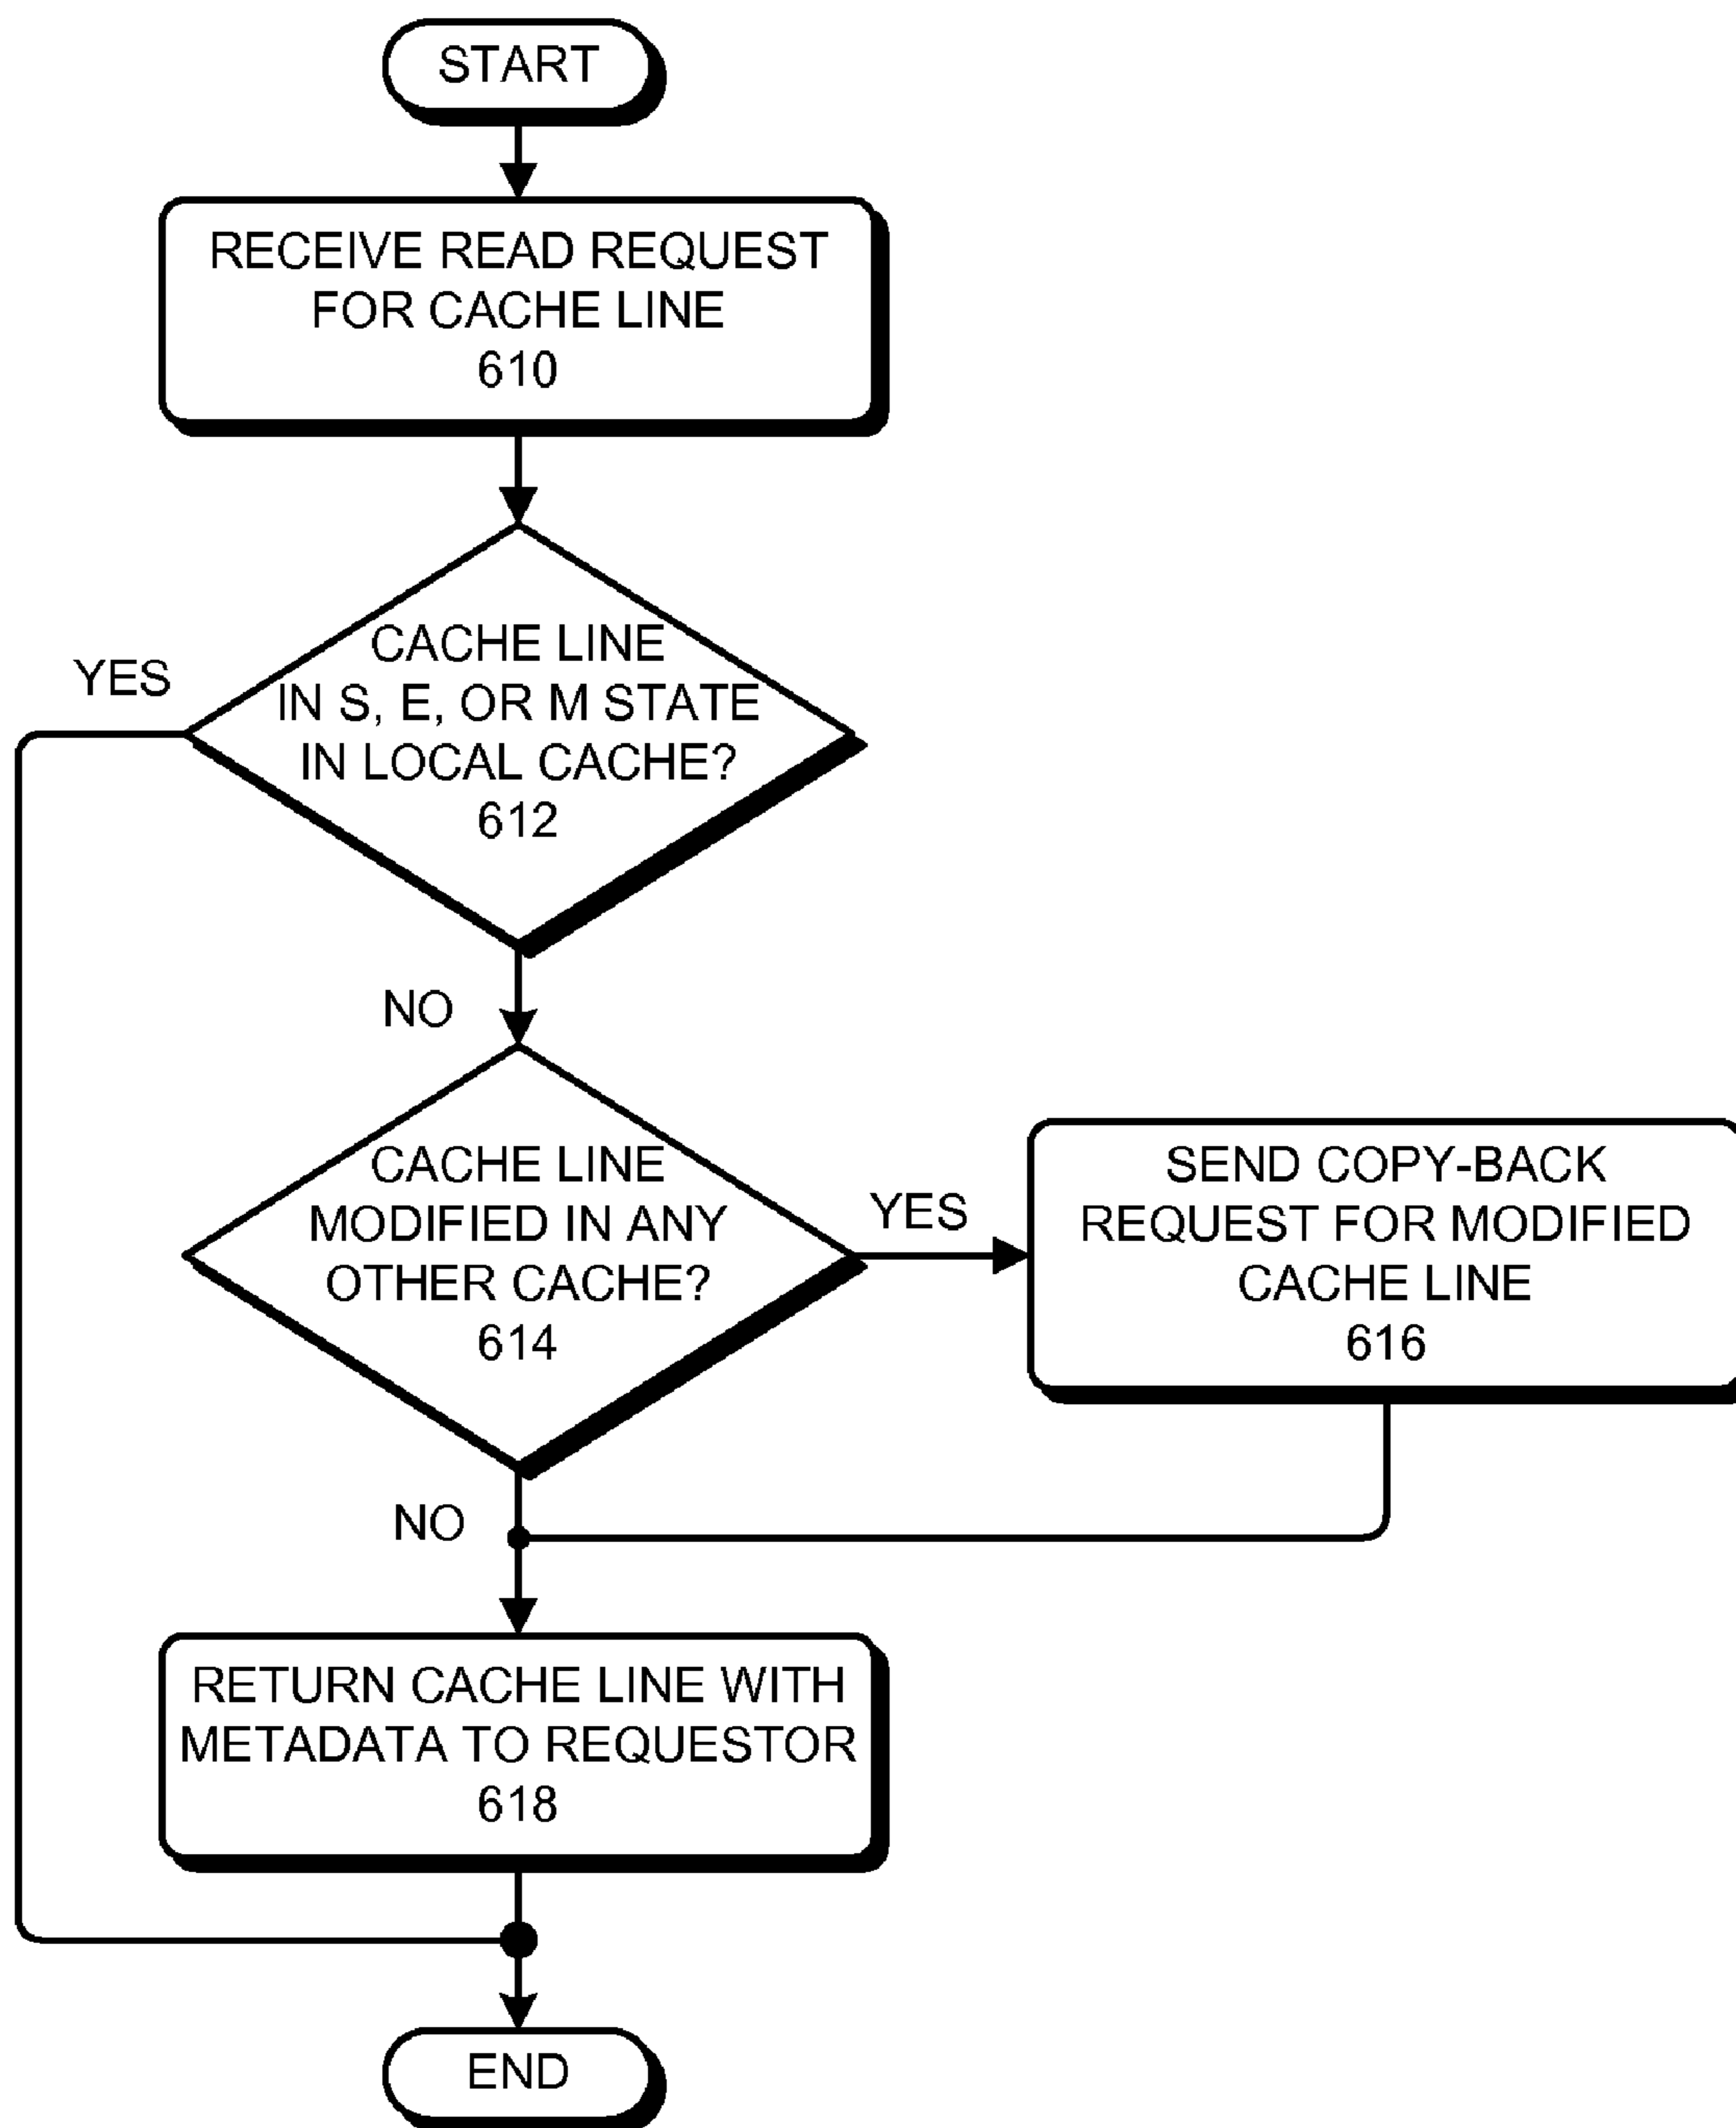 START
RECEIVE READ REQUEST
FOR CACHE LINE
610
CACHE LINE
IN S, E, OR M STATE
IN LOCAL CACHE?
612
YES
NO
CACHE LINE
MODIFIED IN ANY
OTHER CACHE?
614
YES
SEND COPY-BACK
REQUEST FOR MODIFIED
CACHE LINE
616
NO
RETURN CACHE LINE WITH
METADATA TO REQUESTOR
618
END